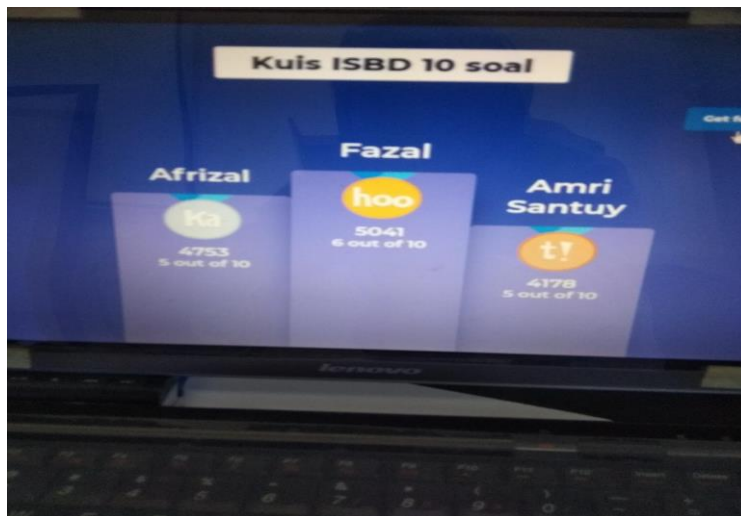 Kuis ISBD 10 soal
Get
Fazal
Afrizal
Amri
Santuy
hoo
5041
6 out of 10
Ka
4753
5 out of 10
t!
4178
5 out of 10
lenovo